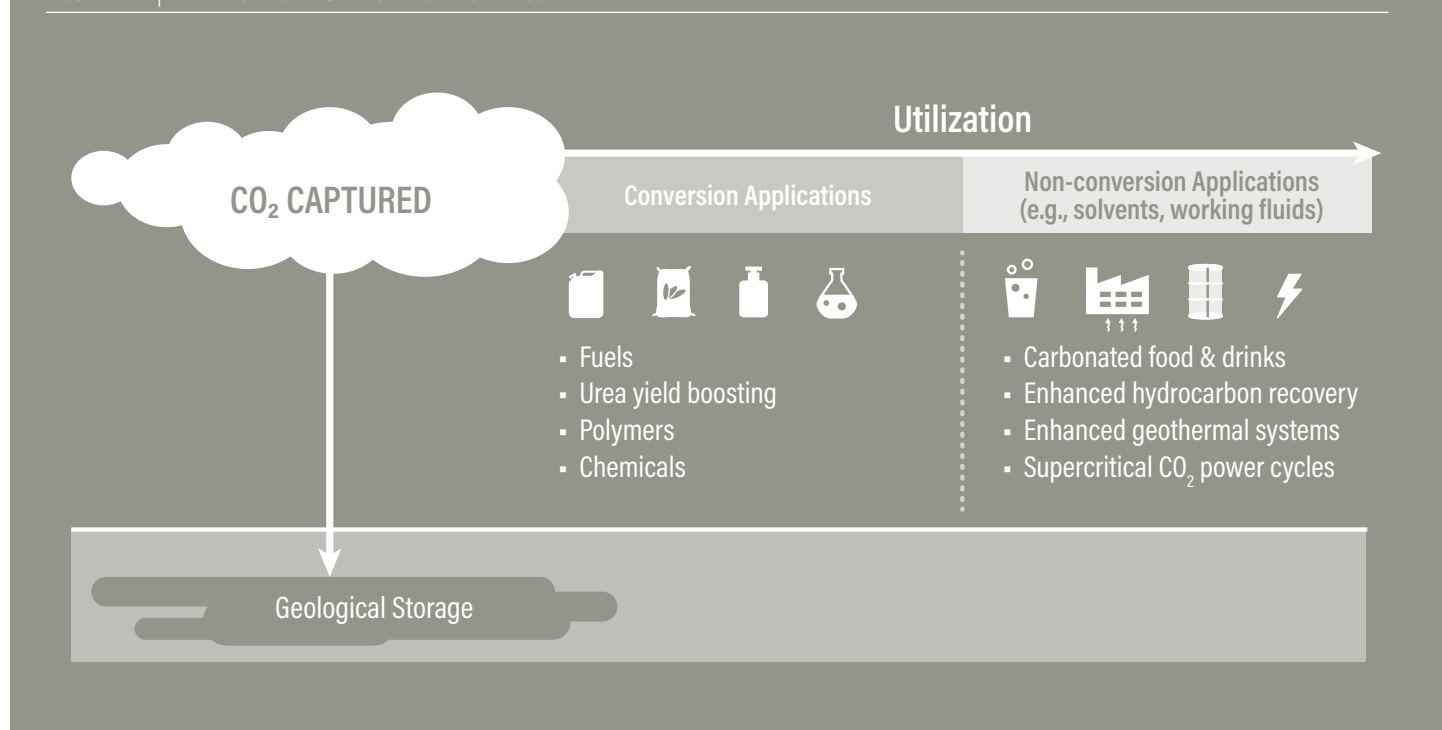 Utilization
CO₂ CAPTURED
Conversion Applications
Non-conversion Applications
(e.g., solvents, working fluids)
▪ Fuels
▪ Urea yield boosting
▪ Polymers
▪ Chemicals
▪ Carbonated food & drinks
▪ Enhanced hydrocarbon recovery
▪ Enhanced geothermal systems
▪ Supercritical CO₂ power cycles
Geological Storage